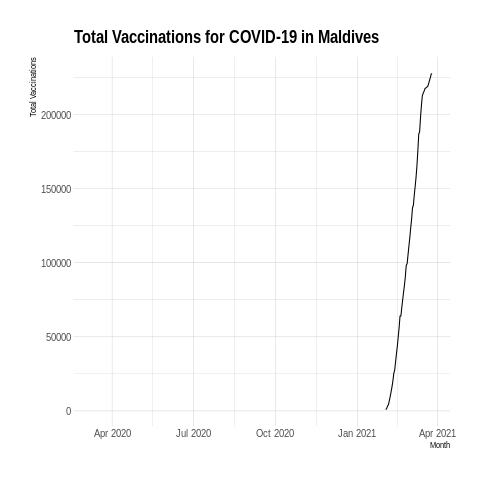 Total Vaccinations for COVID-19 in Maldives
Total Vaccinations
200000
150000
100000
50000
0
Apr 2020 Jul 2020 Oct 2020 Jan 2021 Apr 2021
Month